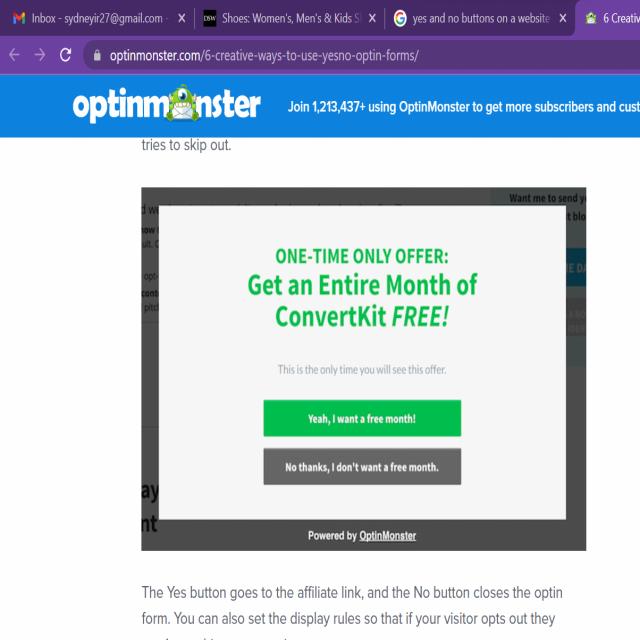 Inbox - sydneyir27@gmail.com -
Shoes: Women's, Men's & Kids S
yes and no buttons on a website
6 Creativ
optinmonster.com/6-creative-ways-to-use-yesno-optin-forms/
optinmonster
Join 1,213,437+ using OptinMonster to get more subscribers and cust
tries to skip out.
Want me to send y
ONE-TIME ONLY OFFER:
Get an Entire Month of
ConvertKit FREE!
This is the only time you will see this offer.
Yeah, I want a free month!
No thanks, I don't want a free month.
Powered by OptinMonster
The Yes button goes to the affiliate link, and the No button closes the optin
form. You can also set the display rules so that if your visitor opts out they